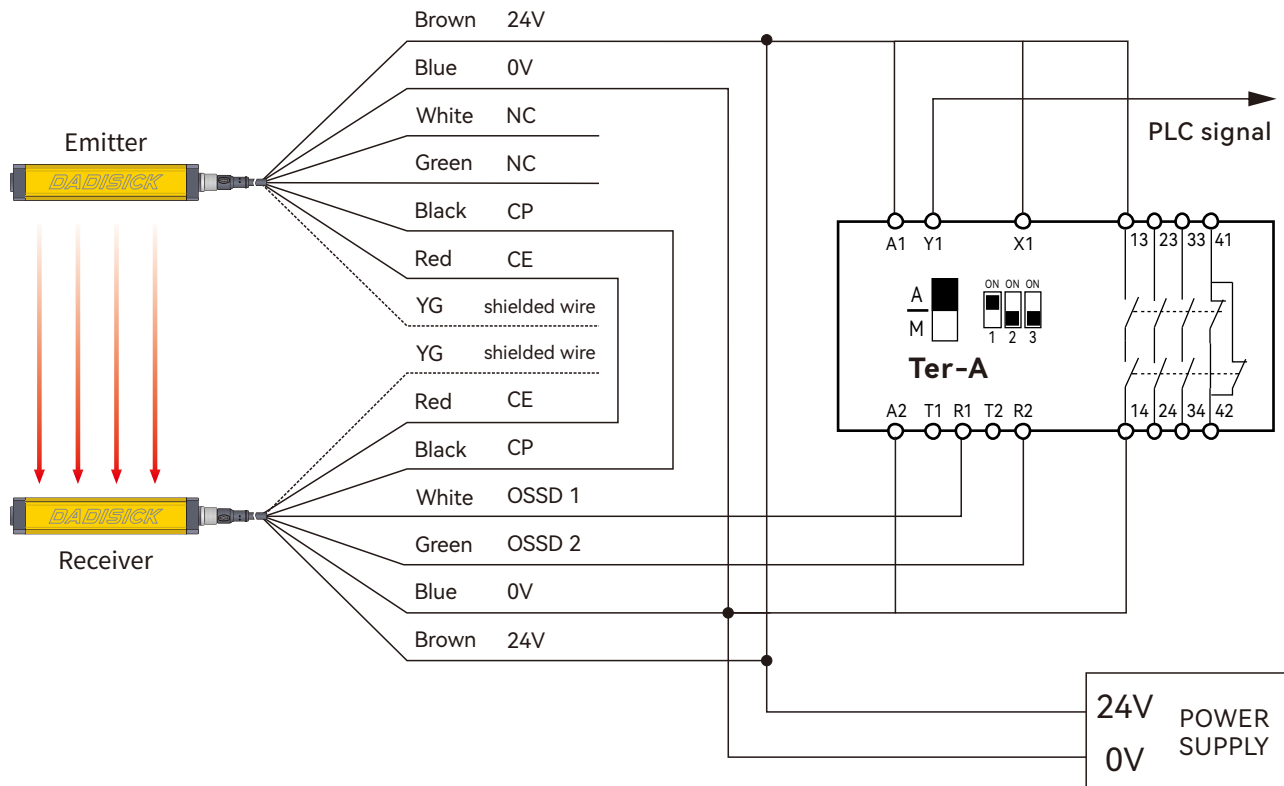 Brown 24V
Blue 0V
White NC
Green NC
Black CP
Red CE
YG shielded wire
YG shielded wire
Red CE
Black CP
White OSSD 1
Green OSSD 2
Blue 0V
Brown 24V
Emitter
DADISICK
DADISICK
Receiver
PLC signal
A1 Y1 X1 13 23 33 41
A
M
ON ON ON
1 2 3
Ter-A
A2 T1 R1 T2 R2 14 24 34 42
24V
0V
POWER
SUPPLY